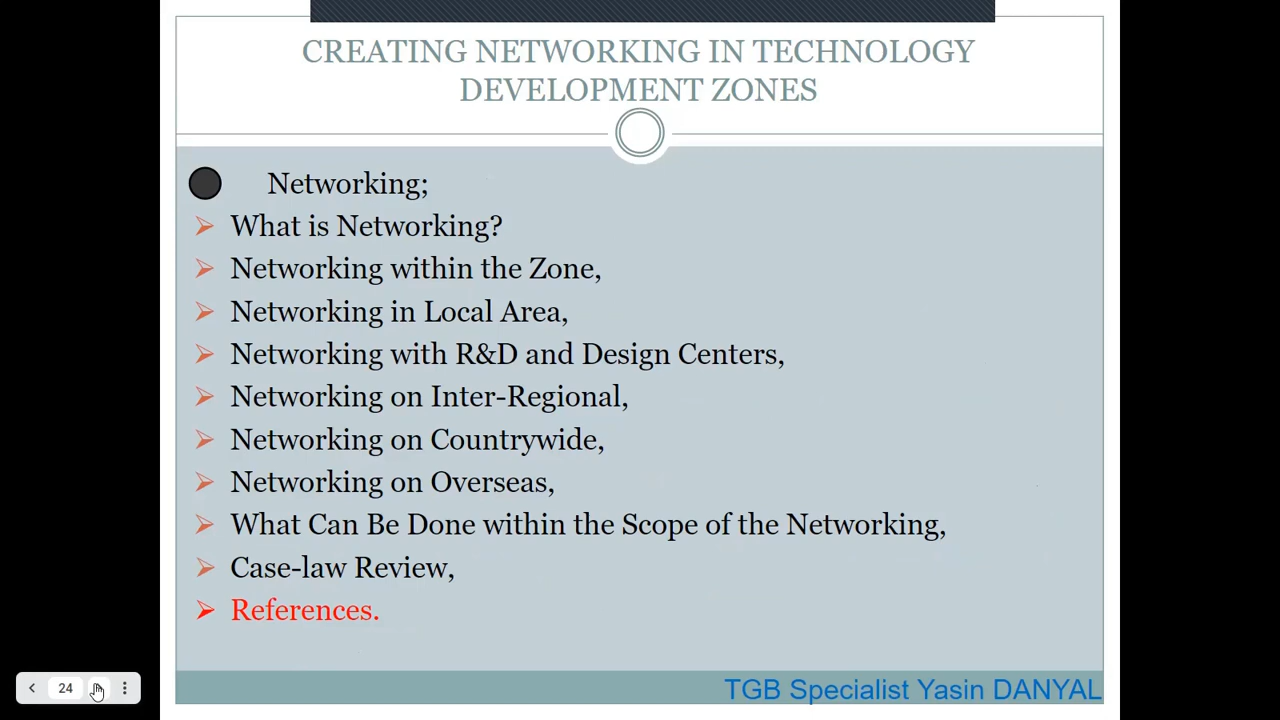 CREATING NETWORKING IN TECHNOLOGY
DEVELOPMENT ZONES
Networking;
What is Networking?
Networking within the Zone,
Networking in Local Area,
Networking with R&D and Design Centers,
Networking on Inter-Regional,
Networking on Countrywide,
Networking on Overseas,
What Can Be Done within the Scope of the Networking,
Case-law Review,
References.
24
TGB Specialist Yasin DANYAL